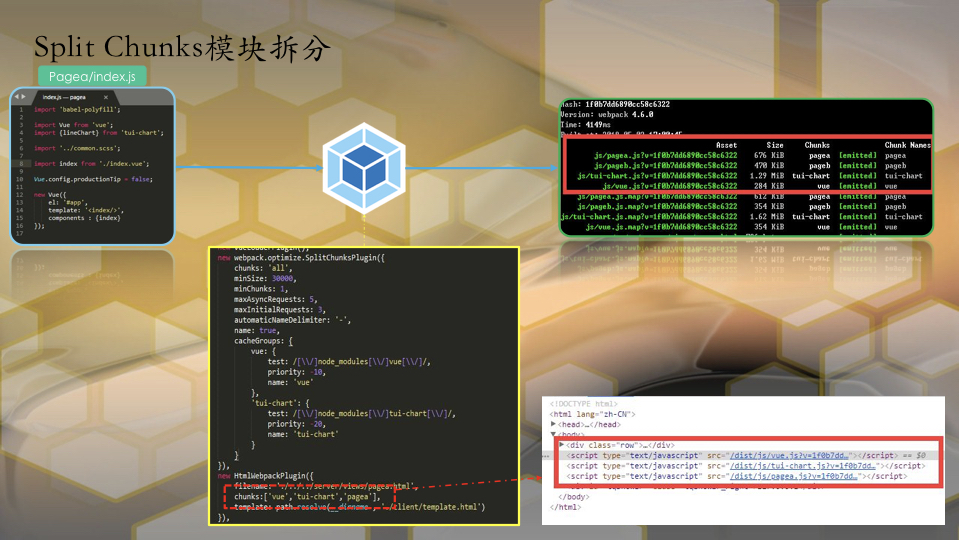 Split Chunks模块拆分
Pagea/index.js
index.js — pagea ×
1 import 'babel-polyfill';
2
3 import Vue from 'vue';
4 import {lineChart} from 'tui-chart';
5
6 import '../common.scss';
7
8 import index from './index.vue';
9
10 Vue.config.productionTip = false;
11
12 new Vue({
13 el: '#app',
14 template: '<index/>',
15 components : {index}
16 });
17
Hash: 1f0b7dd6890cc58c6322
Version: webpack 4.6.0
Time: 4149ms
Asset Size Chunks Chunk Names
js/pagea.js?v=1f0b7dd6890cc58c6322 676 KiB pagea [emitted] pagea
js/pageb.js?v=1f0b7dd6890cc58c6322 470 KiB pageb [emitted] pageb
js/tui-chart.js?v=1f0b7dd6890cc58c6322 1.29 MiB tui-chart [emitted] tui-chart
js/vue.js?v=1f0b7dd6890cc58c6322 284 KiB vue [emitted] vue
js/pagea.js.map?v=1f0b7dd6890cc58c6322 612 KiB pagea [emitted] pagea
js/pageb.js.map?v=1f0b7dd6890cc58c6322 354 KiB pageb [emitted] pageb
js/tui-chart.js.map?v=1f0b7dd6890cc58c6322 1.62 MiB tui-chart [emitted] tui-chart
js/vue.js.map?v=1f0b7dd6890cc58c6322 354 KiB vue [emitted] vue
new VueLoaderPlugin(),
new webpack.optimize.SplitChunksPlugin({
chunks: 'all',
minSize: 30000,
minChunks: 1,
maxAsyncRequests: 5,
maxInitialRequests: 3,
automaticNameDelimiter: '-',
name: true,
cacheGroups: {
vue: {
test: /[\\/]node_modules[\\/]vue[\\/]/,
priority: -10,
name: 'vue'
},
'tui-chart': {
test: /[\\/]node_modules[\\/]tui-chart[\\/]/,
priority: -20,
name: 'tui-chart'
}
}
}),
new HtmlWebpackPlugin({
chunks:['vue','tui-chart','pagea'],
template: path.resolve(__dirname, './client/template.html')
}),
<!DOCTYPE html>
<html lang="zh-CN">
<head>…</head>
<body>
<div class="row">…</div>
<script type="text/javascript" src="/dist/js/vue.js?v=1f0b7dd…"></script> == $0
<script type="text/javascript" src="/dist/js/tui-chart.js?v=1f0b7dd…"></script>
<script type="text/javascript" src="/dist/js/pagea.js?v=1f0b7dd…"></script>
</body>
</html>